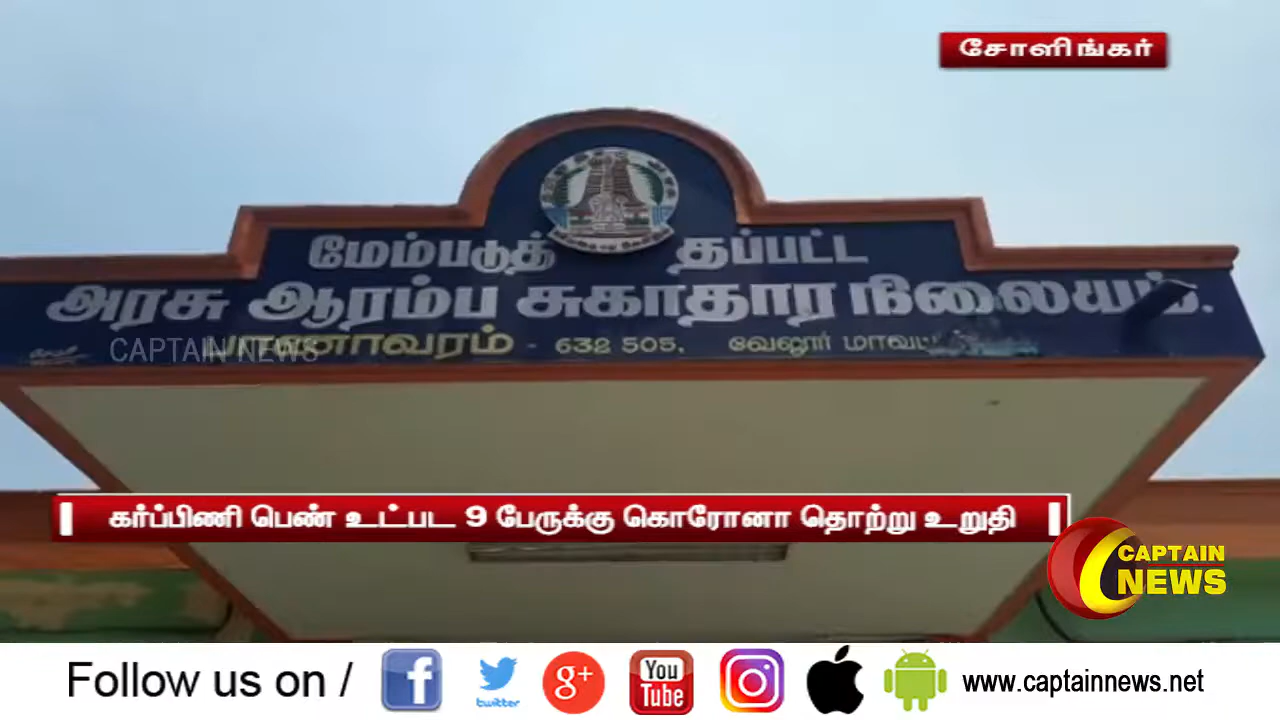 சோளிங்கர்
மேம்படுத் தப்பட்ட
அரசு ஆரம்ப சுகாதார நிலையம்.
பாணாவரம் - 632 505. வேலூர்
CAPTAIN NEWS
கர்ப்பிணி பெண் உட்பட 9 பேருக்கு கொரோனா தொற்று உறுதி
CAPTAIN
NEWS
Follow us on / f twitter g+ You Tube www.captainnews.net